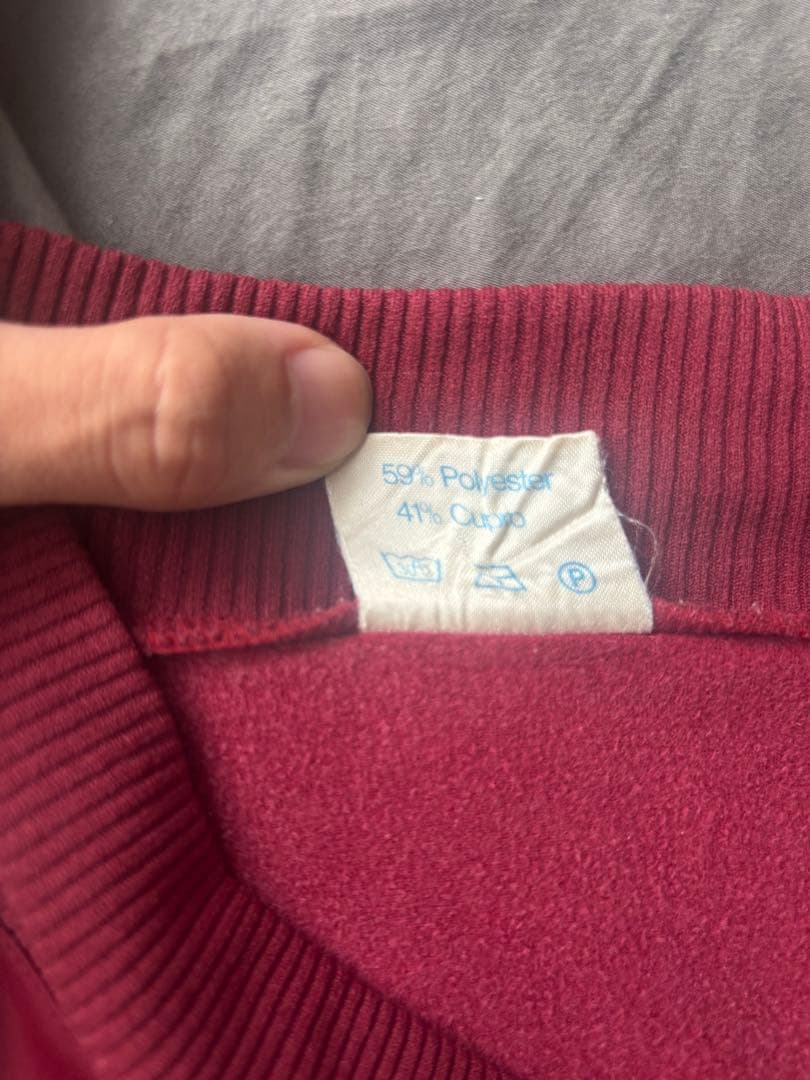 59% Polyester
41% Cupro
P